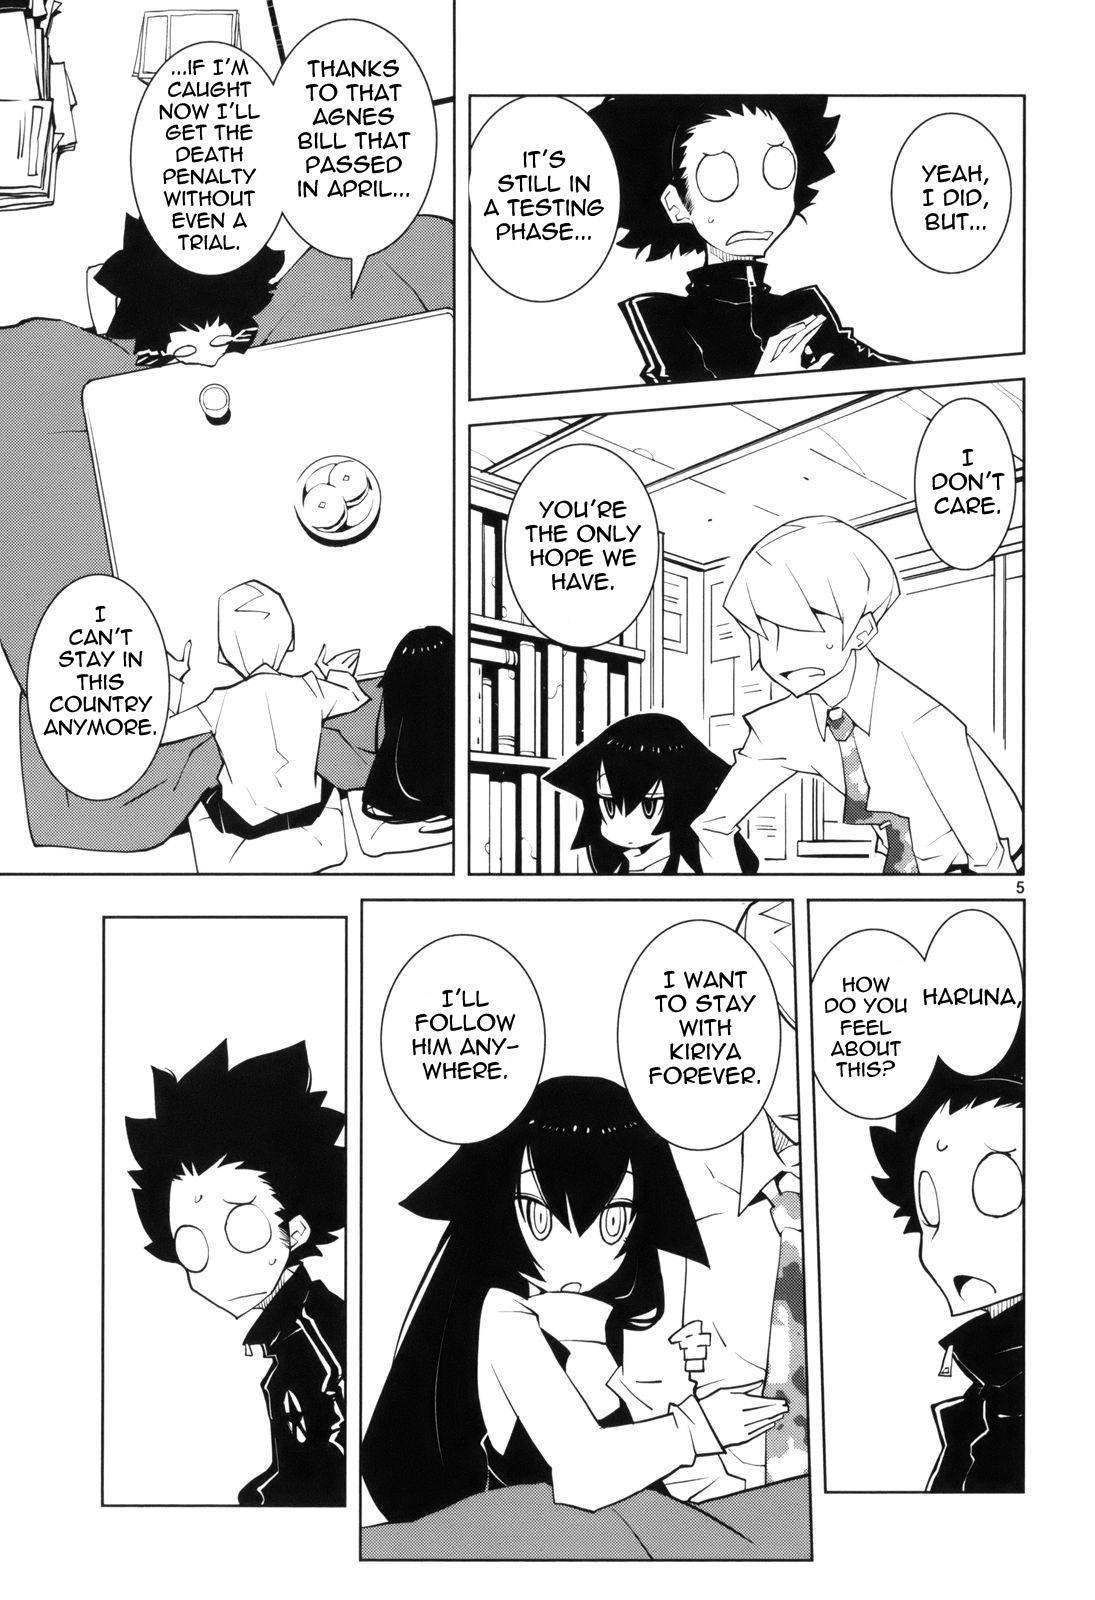 YEAH,
I DID,
BUT...
IT'S
STILL IN
A TESTING
PHASE...
I
DON'T
CARE.
YOU'RE
THE ONLY
HOPE WE
HAVE.
THANKS
TO THAT
AGNES
BILL THAT
PASSED
IN APRIL...
...IF I'M
CAUGHT
NOW I'LL
GET THE
DEATH
PENALTY
WITHOUT
EVEN A
TRIAL.
I
CAN'T
STAY IN
THIS
COUNTRY
ANYMORE.
5
HARUNA,
HOW
DO YOU
FEEL
ABOUT
THIS?
I WANT
TO STAY
WITH
KIRIYA
FOREVER.
I'LL
FOLLOW
HIM ANY-
WHERE.